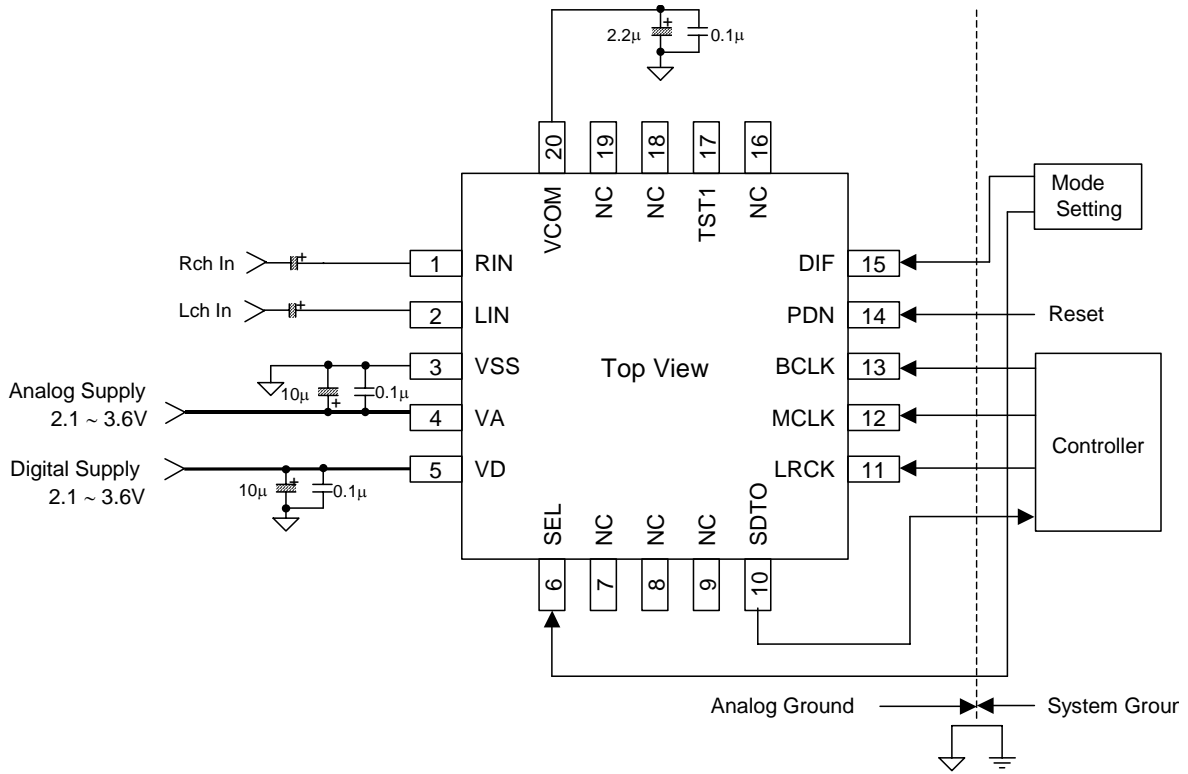 2.2µ
+
0.1µ
20
19
18
17
16
VCOM
NC
NC
TST1
NC
Mode
Setting
Rch In
+
1
RIN
DIF
15
Lch In
+
2
LIN
PDN
14
Reset
3
VSS
Top View
BCLK
13
10µ
+
0.1µ
Analog Supply
2.1 ~ 3.6V
4
VA
MCLK
12
Controller
Digital Supply
2.1 ~ 3.6V
5
VD
LRCK
11
10µ
+
0.1µ
SEL
NC
NC
NC
SDTO
6
7
8
9
10
Analog Ground
System Groun